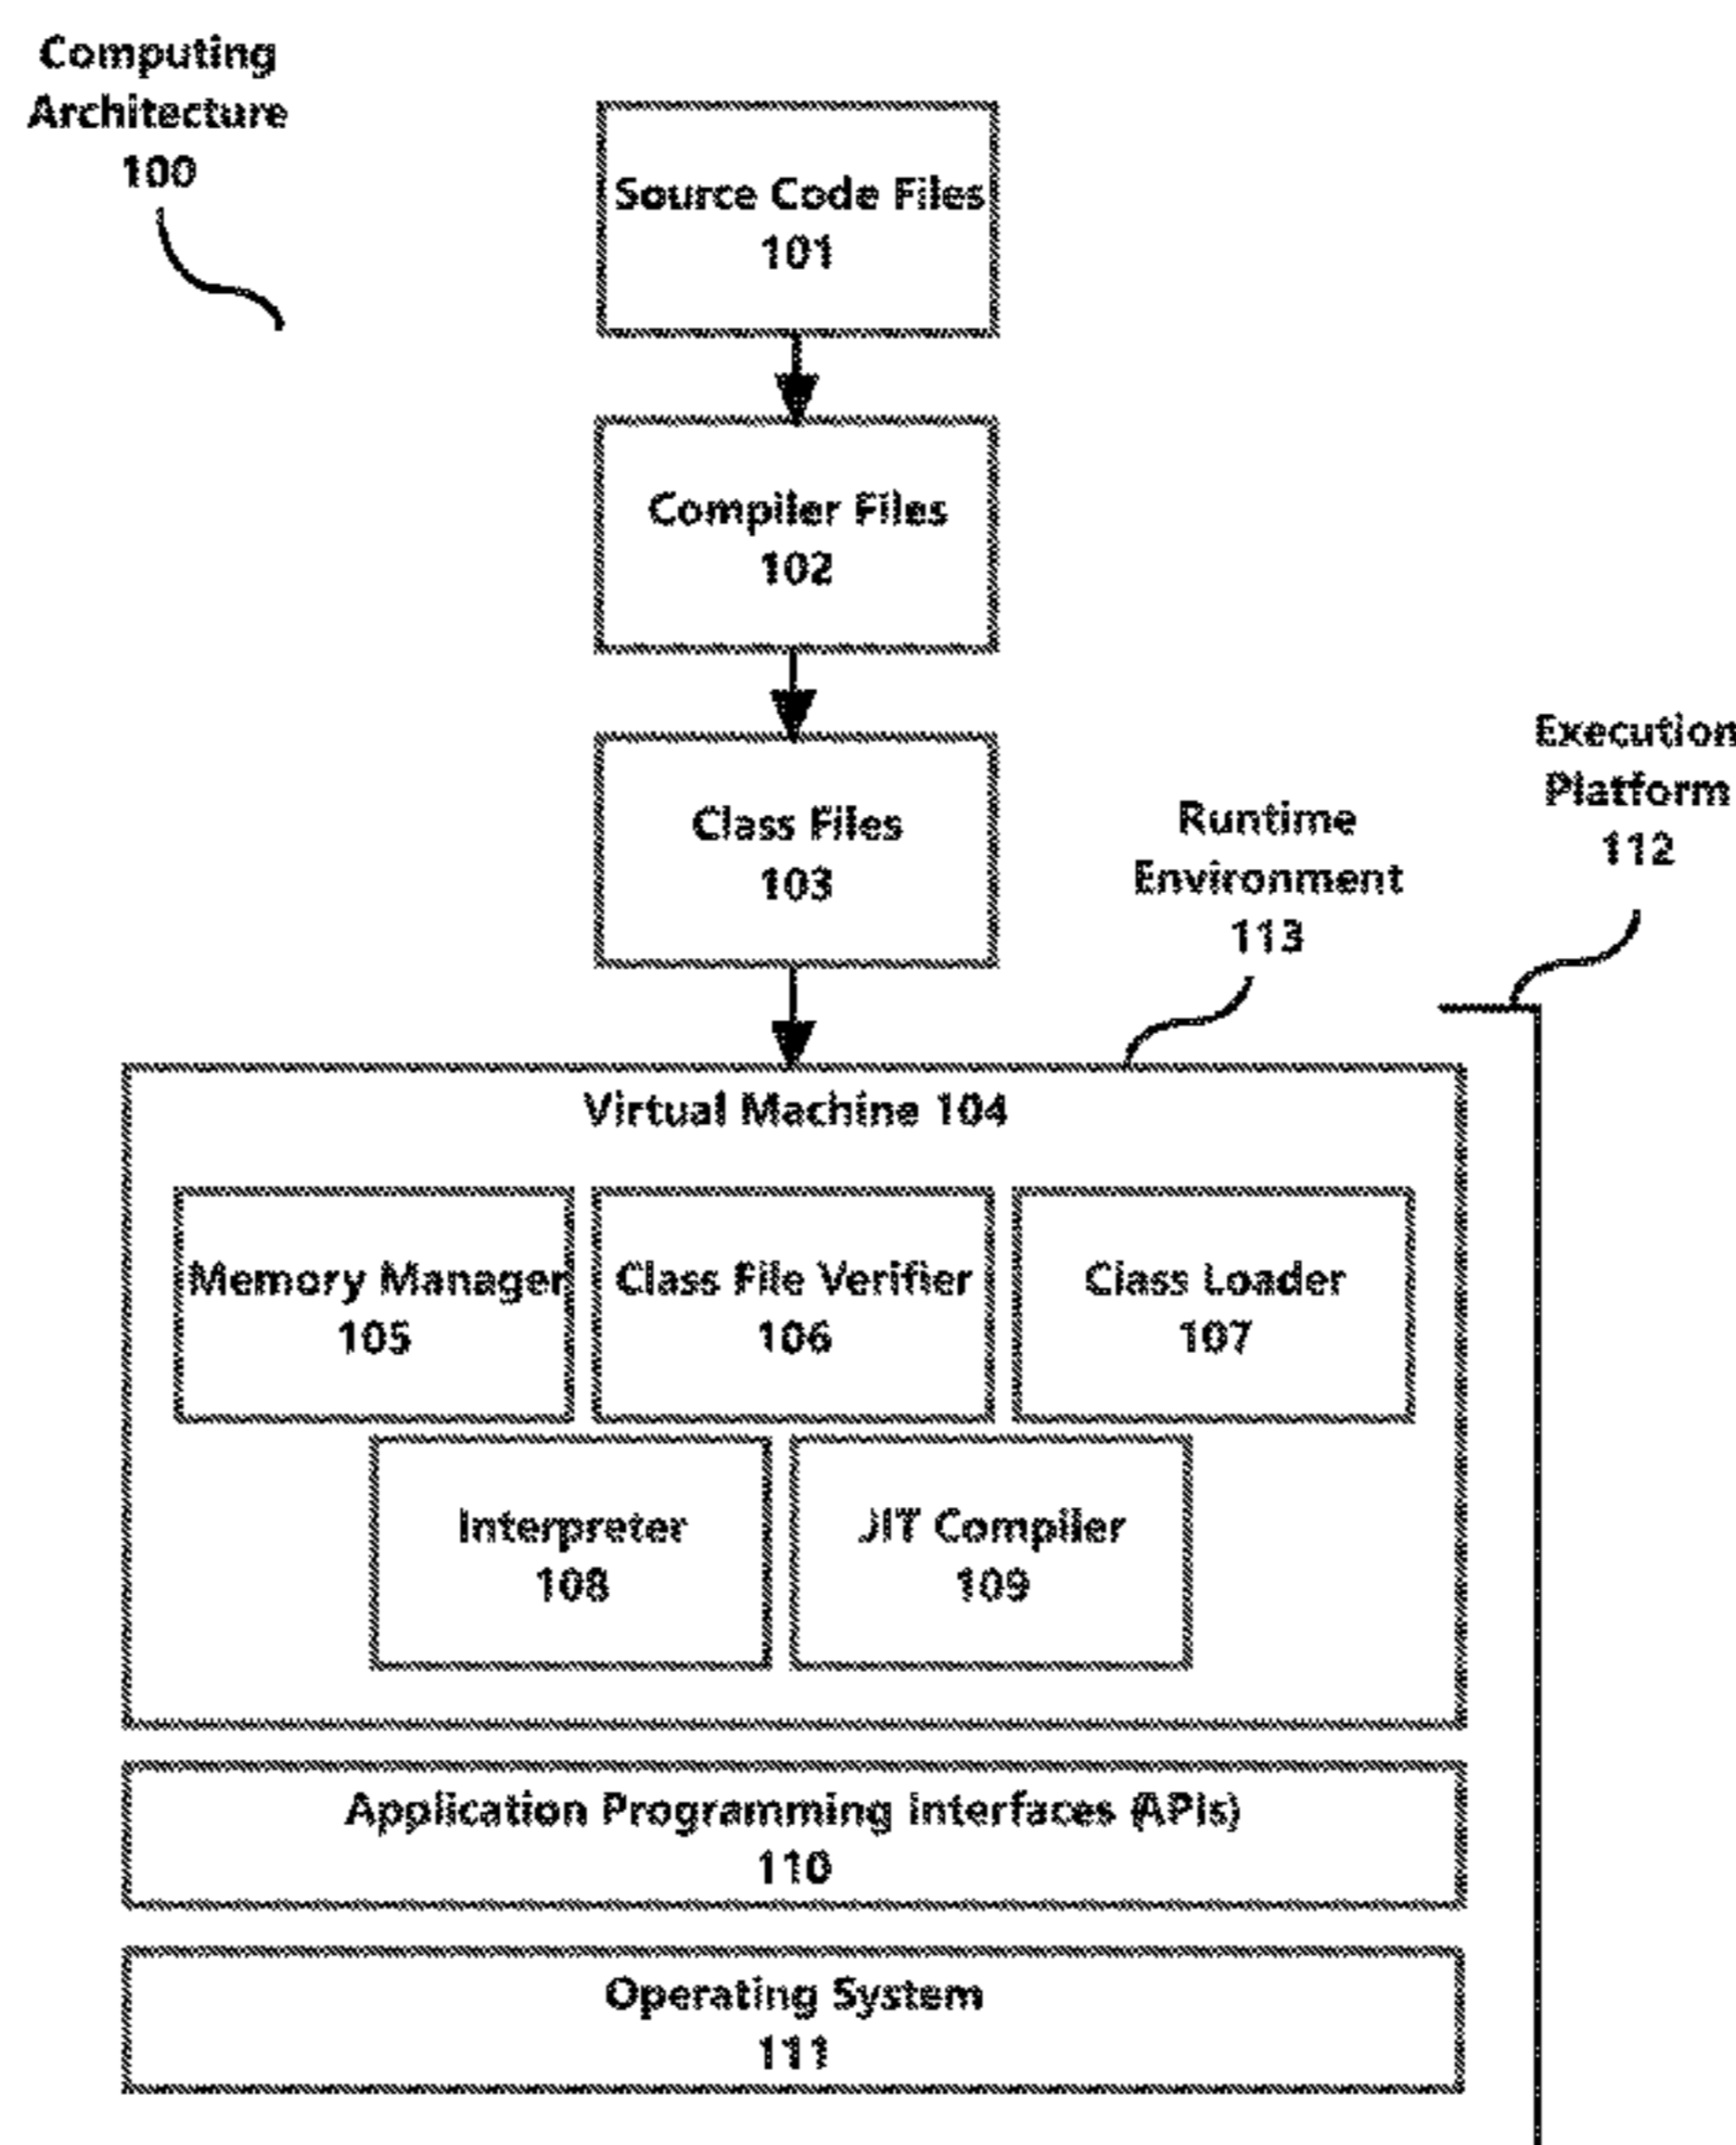 Computing
Architecture
100
Source Code Files
101
Compiler Files
102
Class Files
103
Execution
Platform
112
Runtime
Environment
113
Virtual Machine 104
Memory Manager
105
Class File Verifier
106
Class Loader
107
Interpreter
108
JIT Compiler
109
Application Programming Interfaces (APIs)
110
Operating System
111